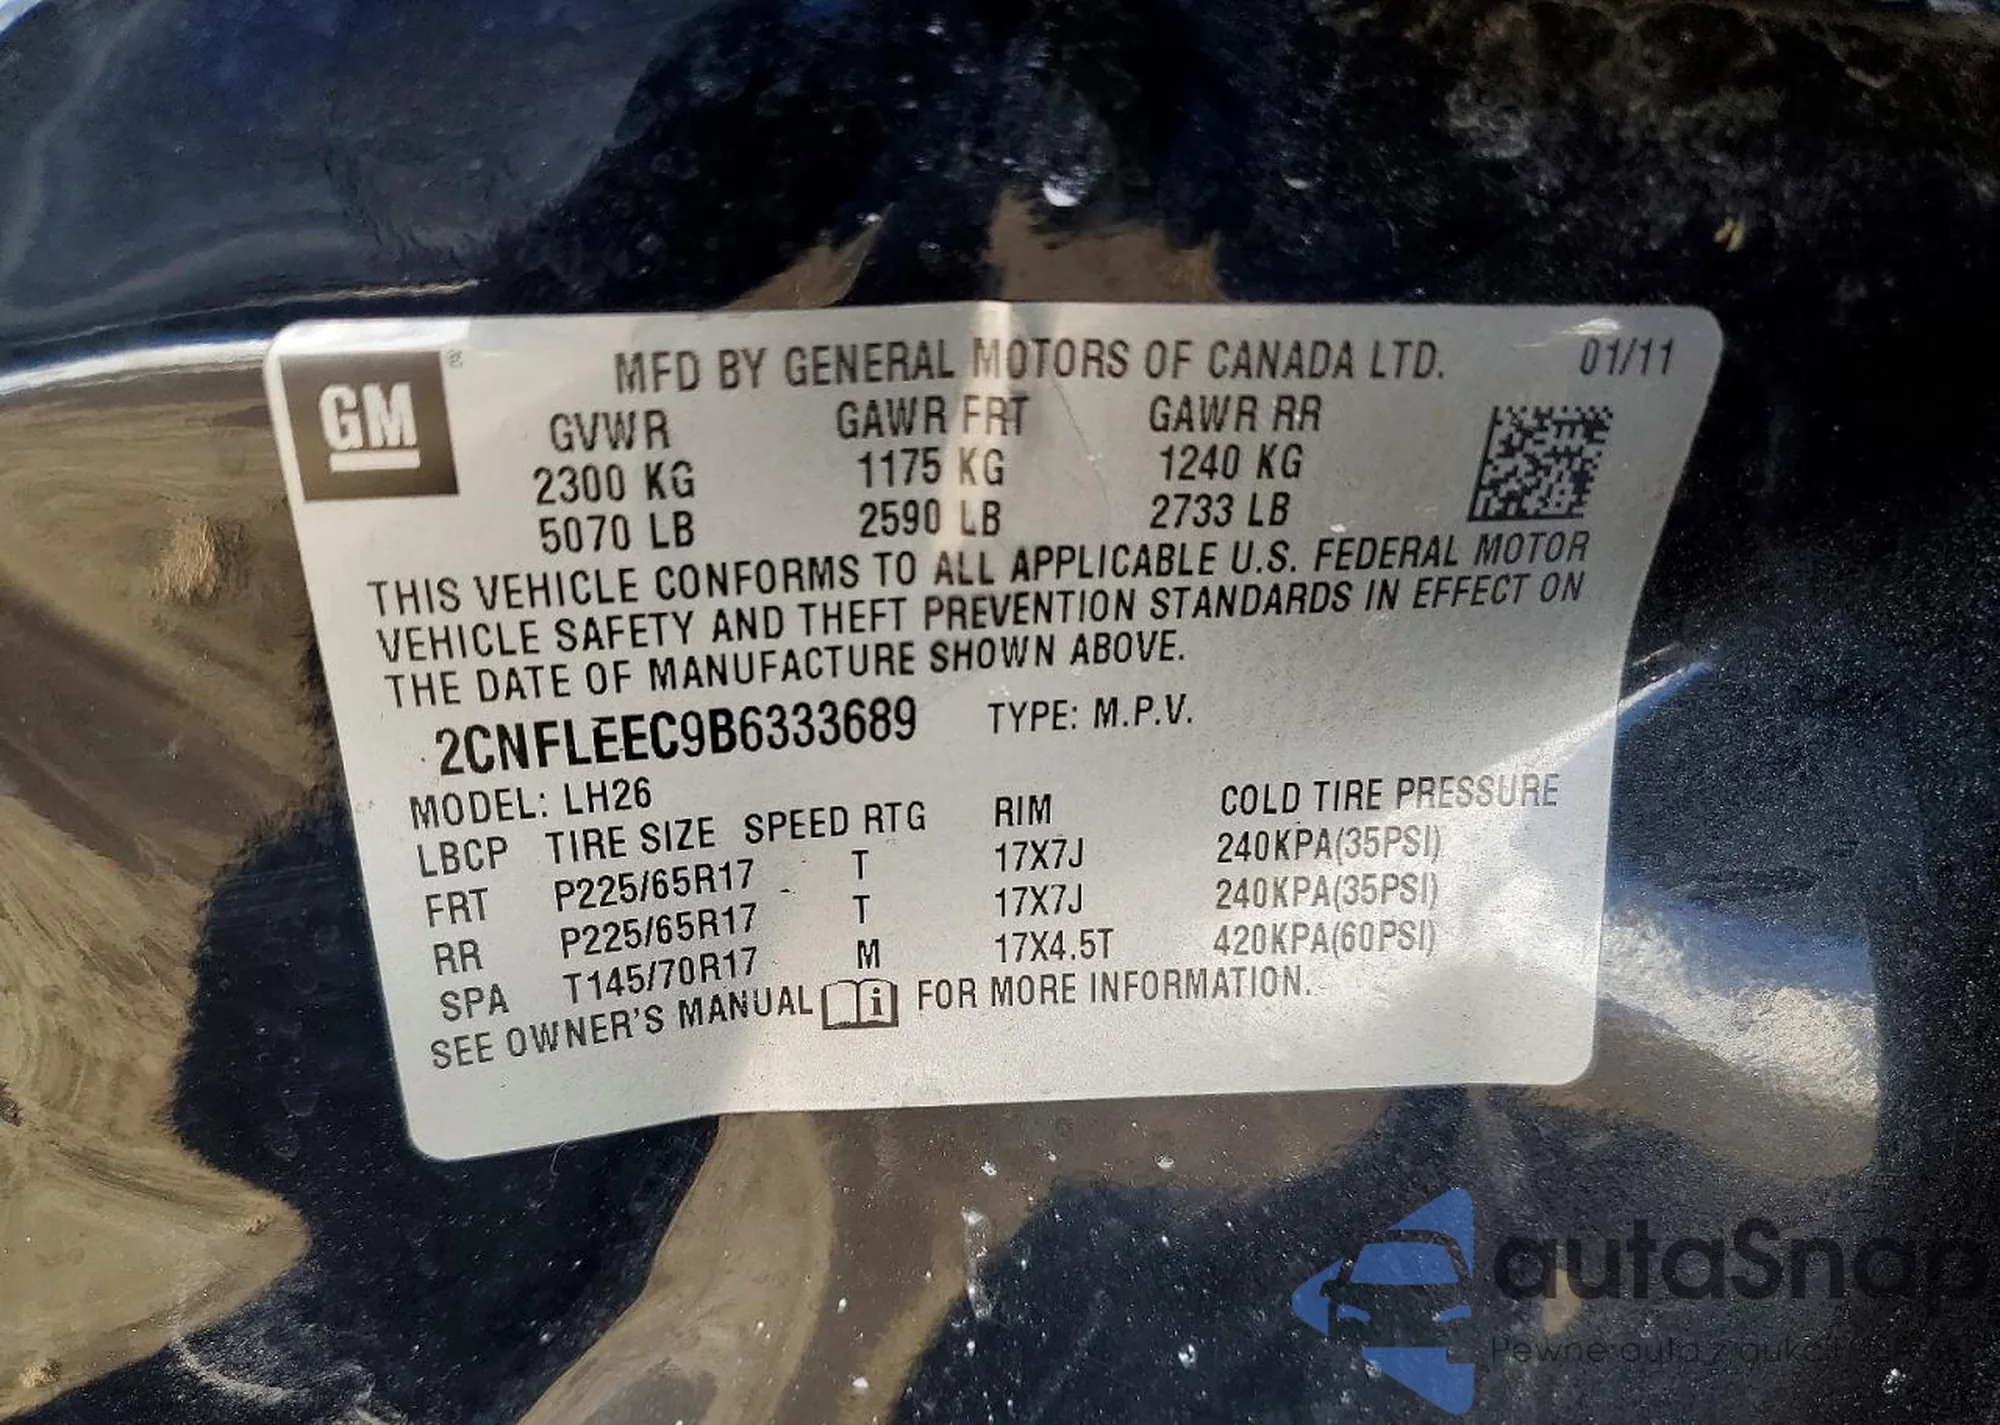 GM
MFD BY GENERAL MOTORS OF CANADA LTD. 01/11
GVWR GAWR FRT GAWR RR
2300 KG 1175 KG 1240 KG
5070 LB 2590 LB 2733 LB
THIS VEHICLE CONFORMS TO ALL APPLICABLE U.S. FEDERAL MOTOR
VEHICLE SAFETY AND THEFT PREVENTION STANDARDS IN EFFECT ON
THE DATE OF MANUFACTURE SHOWN ABOVE.
2CNFLEEC9B6333689 TYPE: M.P.V.
MODEL: LH26
LBCP TIRE SIZE SPEED RTG RIM COLD TIRE PRESSURE
FRT P225/65R17 T 17X7J 240KPA(35PSI)
RR P225/65R17 T 17X7J 240KPA(35PSI)
SPA T145/70R17 M 17X4.5T 420KPA(60PSI)
SEE OWNER'S MANUAL i FOR MORE INFORMATION.
autaSnap
Pewne auto z